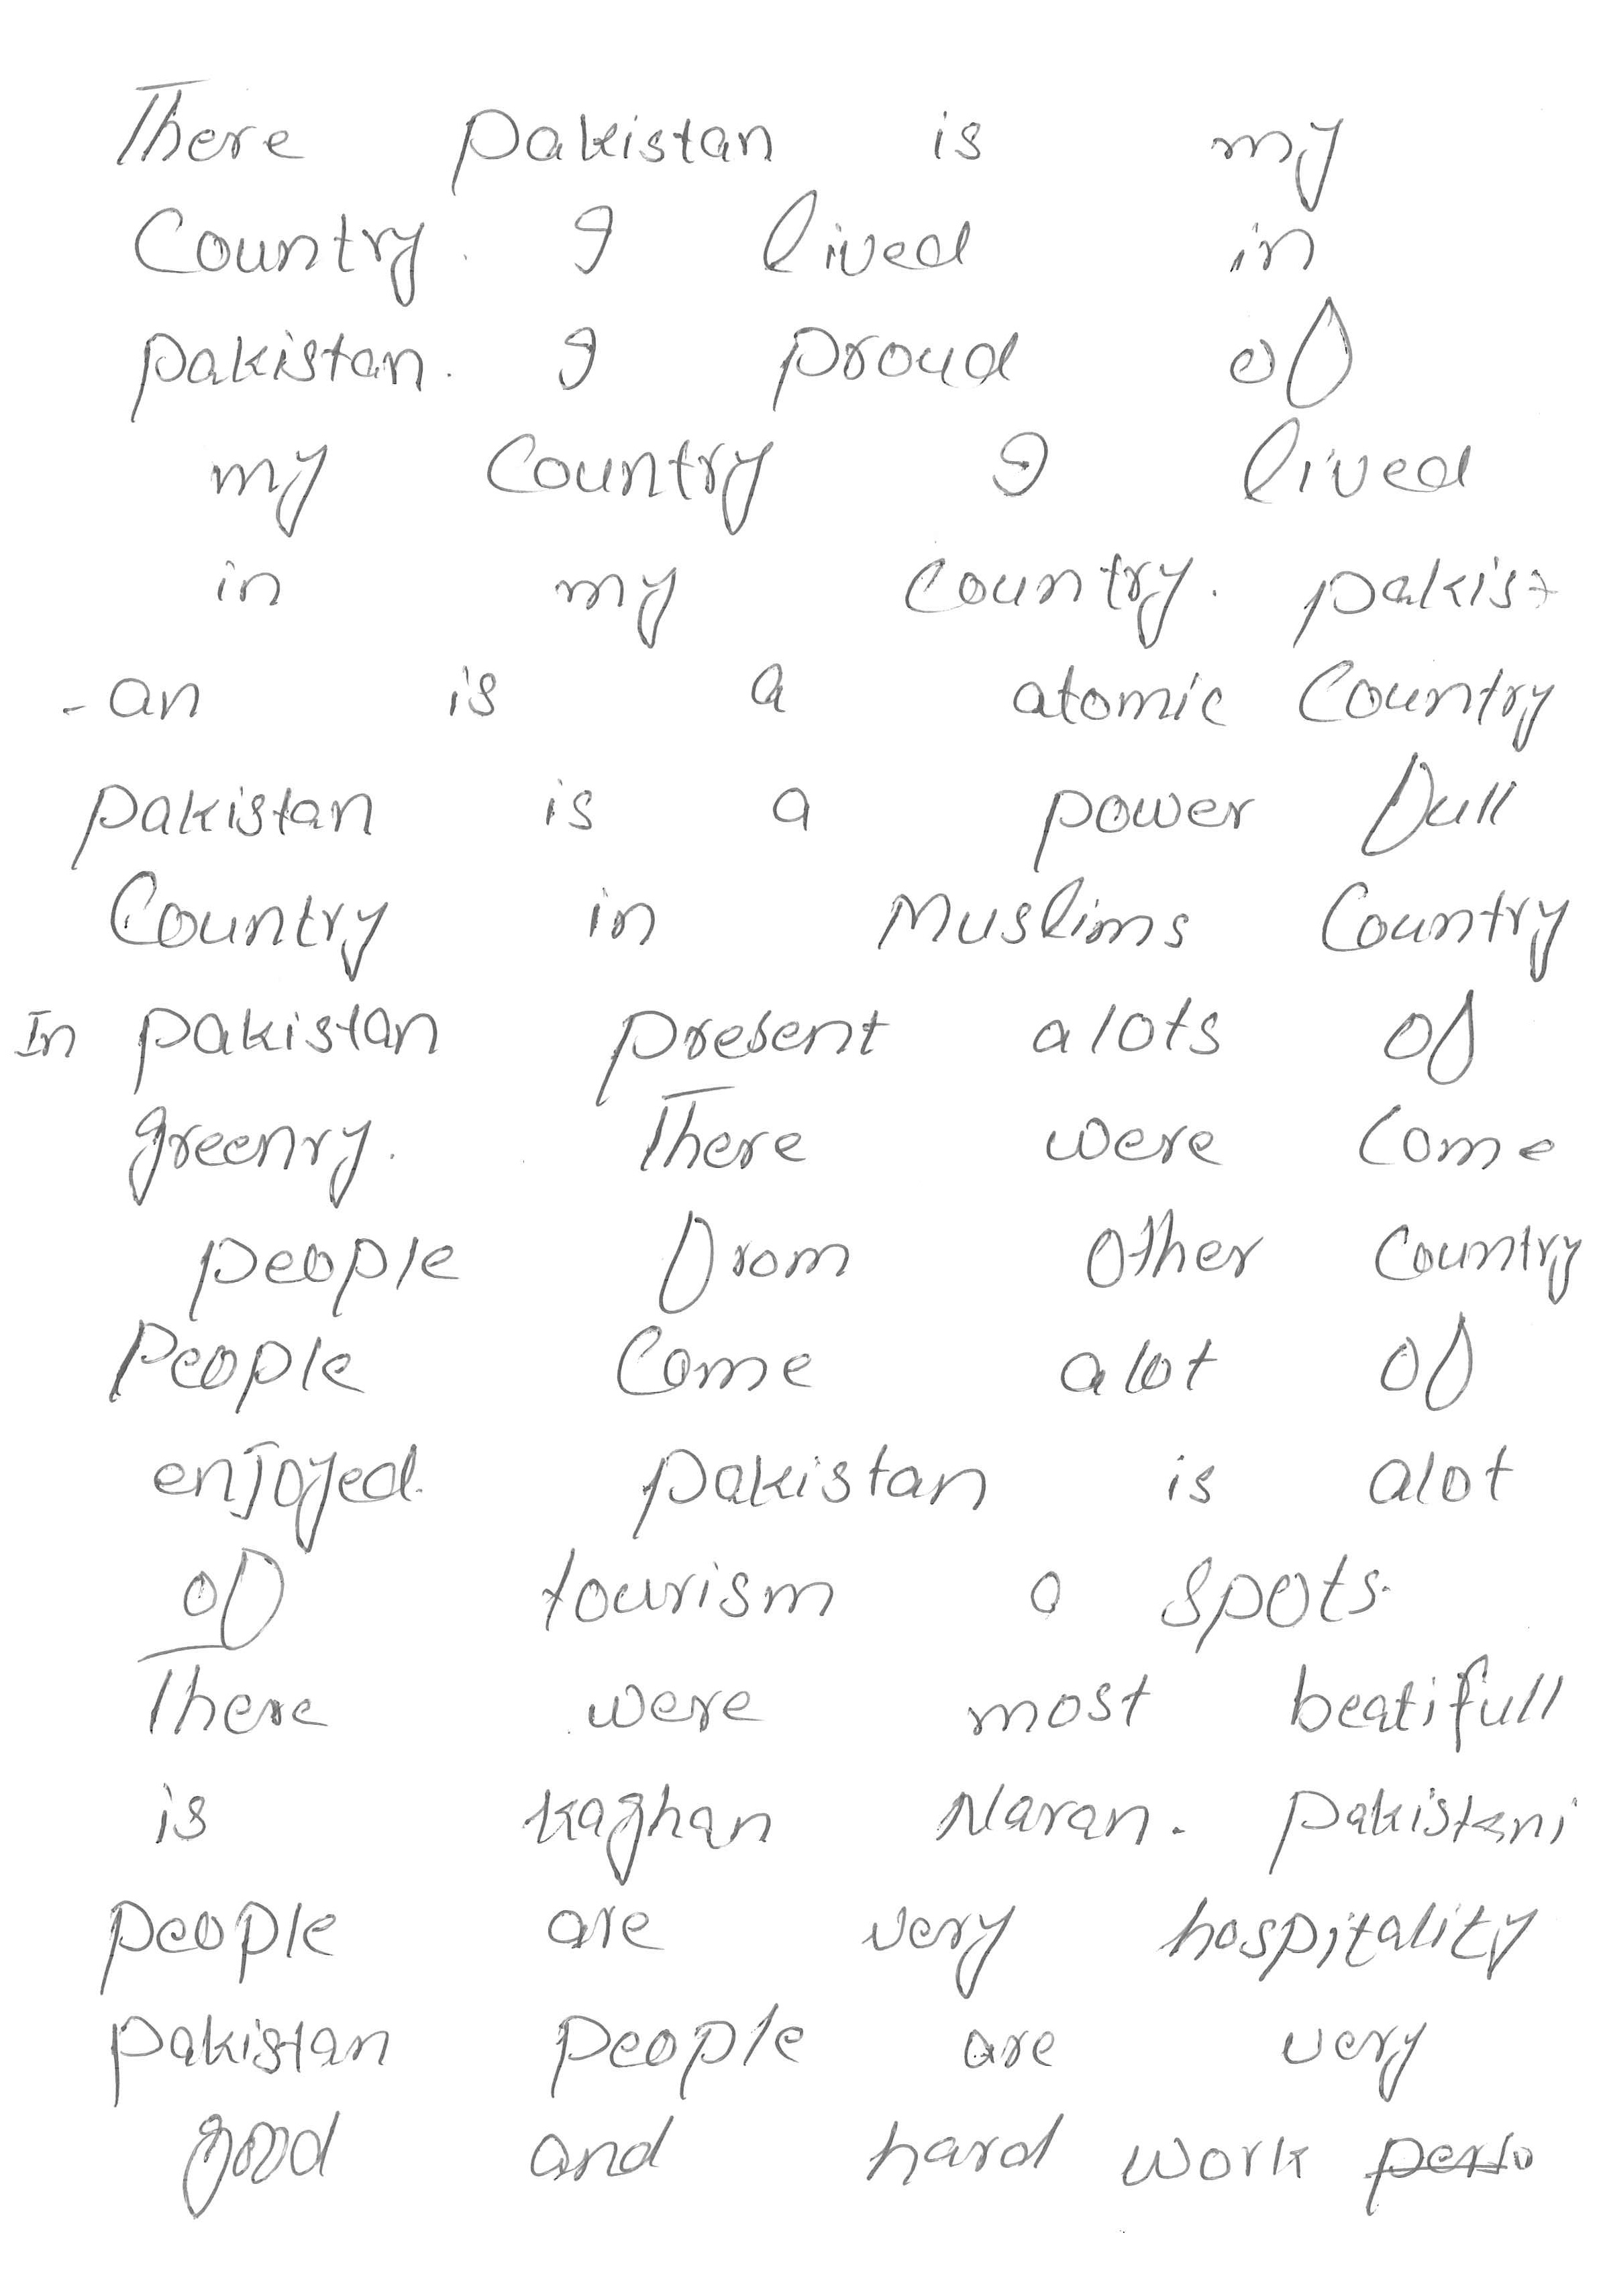 There pakistan is my
Country. I lived in
pakistan. I proud of
my Country I lived
in my Country. pakist
-an is a atomic Country
pakistan is a power full
Country in Muslims Country
In pakistan present alots of
greenry. There were Come
people from other Country
People Come alot of
enjoyed. pakistan is alot
of tourism o spots.
There were most beatifull
is kaghan Naran. pakistani
people are very hospitality
pakistan people are very
good and hard work